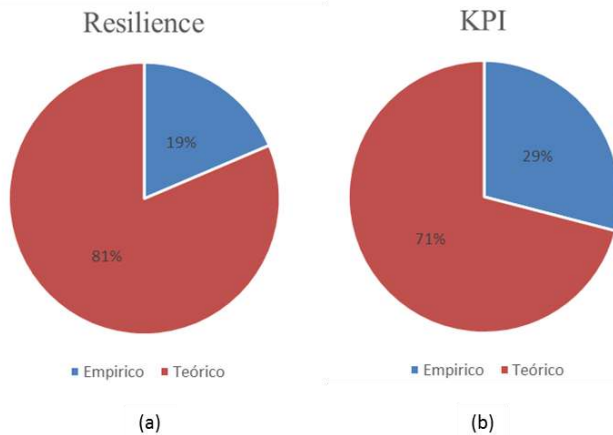 Resilience
19%
81%
Empirico Teórico
(a)
KPI
29%
71%
Empirico Teórico
(b)